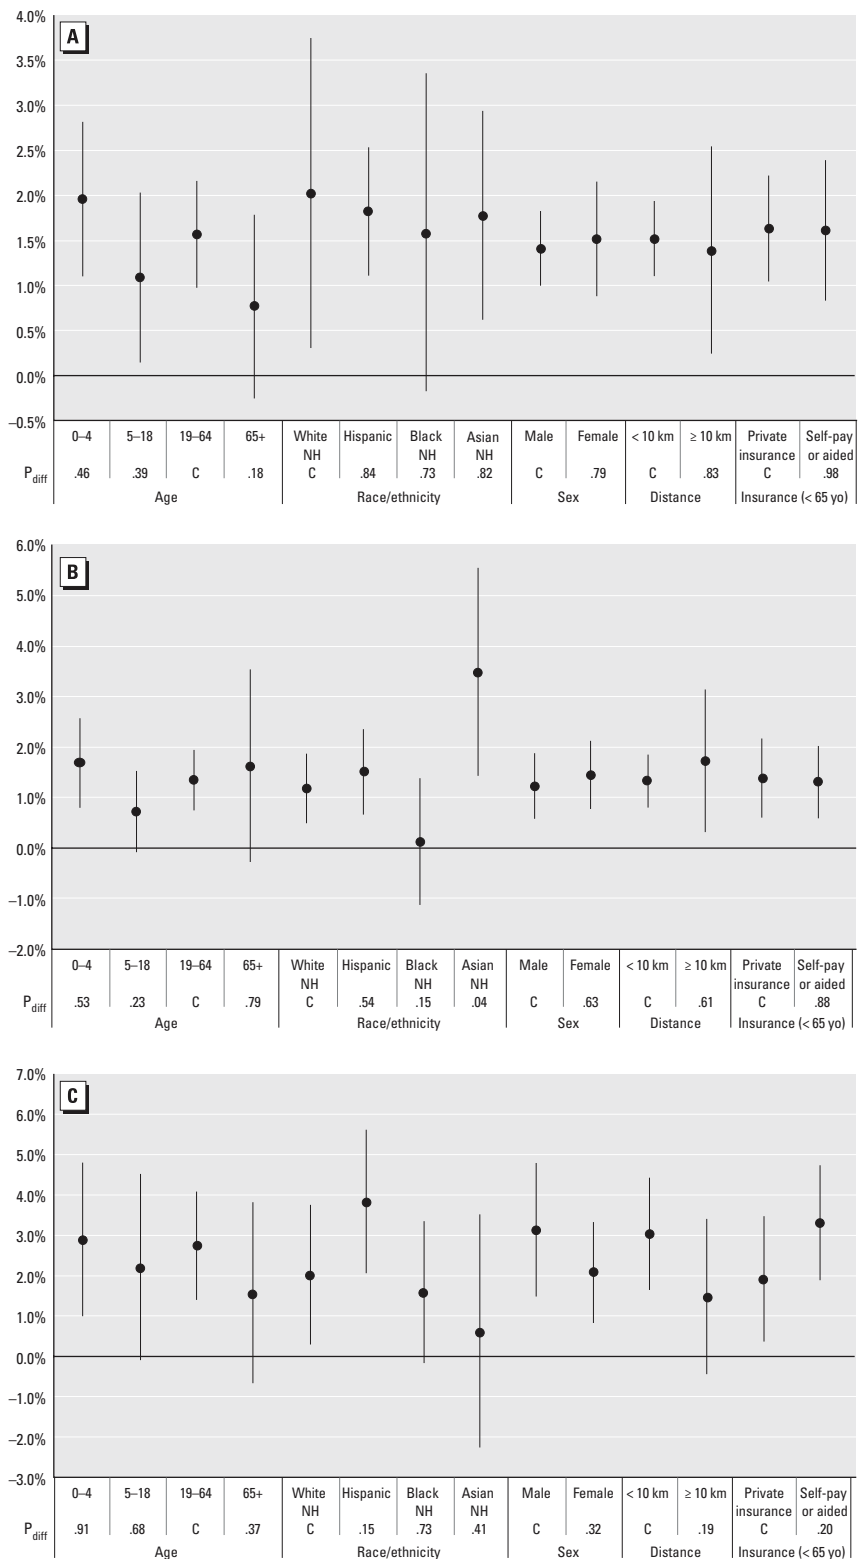 A
4.0%
3.5%
3.0%
2.5%
2.0%
1.5%
1.0%
0.5%
0.0%
–0.5%
0–4 5–18 19–64 65+ White NH Hispanic Black NH Asian NH Male Female < 10 km ≥ 10 km Private insurance Self-pay or aided
Pdiff .46 .39 C .18 C .84 .73 .82 C .79 C .83 C .98
Age Race/ethnicity Sex Distance Insurance (< 65 yo)
B
6.0%
5.0%
4.0%
3.0%
2.0%
1.0%
0.0%
–1.0%
–2.0%
0–4 5–18 19–64 65+ White NH Hispanic Black NH Asian NH Male Female < 10 km ≥ 10 km Private insurance Self-pay or aided
Pdiff .53 .23 C .79 C .54 .15 .04 C .63 C .61 C .88
Age Race/ethnicity Sex Distance Insurance (< 65 yo)
C
7.0%
6.0%
5.0%
4.0%
3.0%
2.0%
1.0%
0.0%
–1.0%
–2.0%
–3.0%
0–4 5–18 19–64 65+ White NH Hispanic Black NH Asian NH Male Female < 10 km ≥ 10 km Private insurance Self-pay or aided
Pdiff .91 .68 C .37 C .15 .73 .41 C .32 C .19 C .20
Age Race/ethnicity Sex Distance Insurance (< 65 yo)